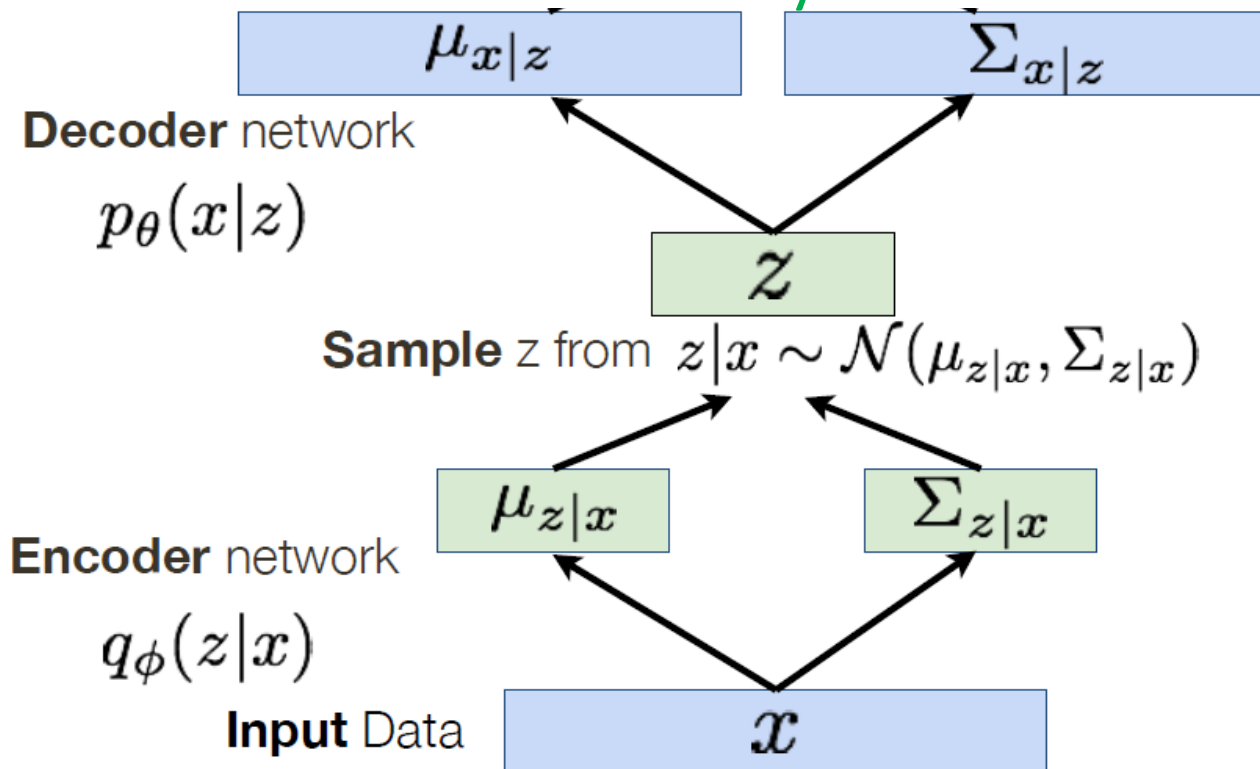 μ_{x|z} Σ_{x|z}
Decoder network
p_θ(x|z)
z
Sample z from z|x ∼ 𝒩(μ_{z|x}, Σ_{z|x})
μ_{z|x} Σ_{z|x}
Encoder network
q_ϕ(z|x)
Input Data x